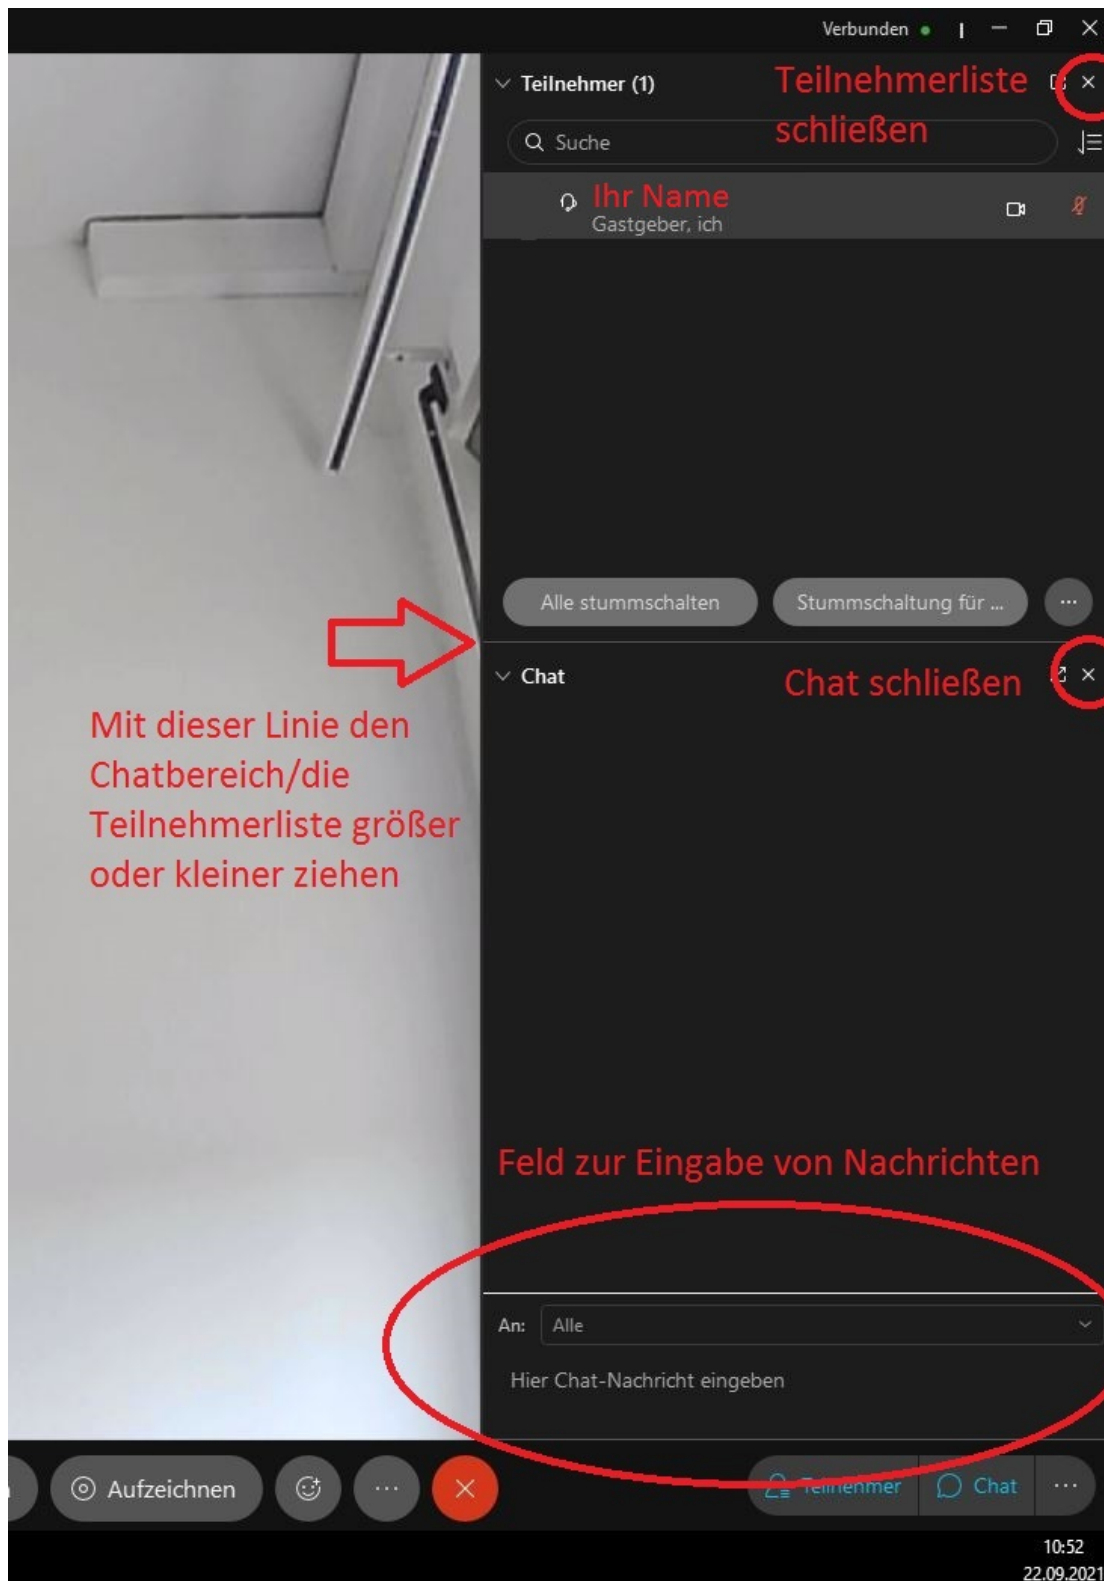 Verbunden
Teilnehmer (1)
Teilnehmerliste
schließen
Suche
Ihr Name
Gastgeber, ich
Alle stummschalten
Stummschaltung für ...
...
Chat
Chat schließen
Mit dieser Linie den
Chatbereich/die
Teilnehmerliste größer
oder kleiner ziehen
Feld zur Eingabe von Nachrichten
An: Alle
Hier Chat-Nachricht eingeben
Aufzeichnen
...
Teilnehmer
Chat
...
10:52
22.09.2021